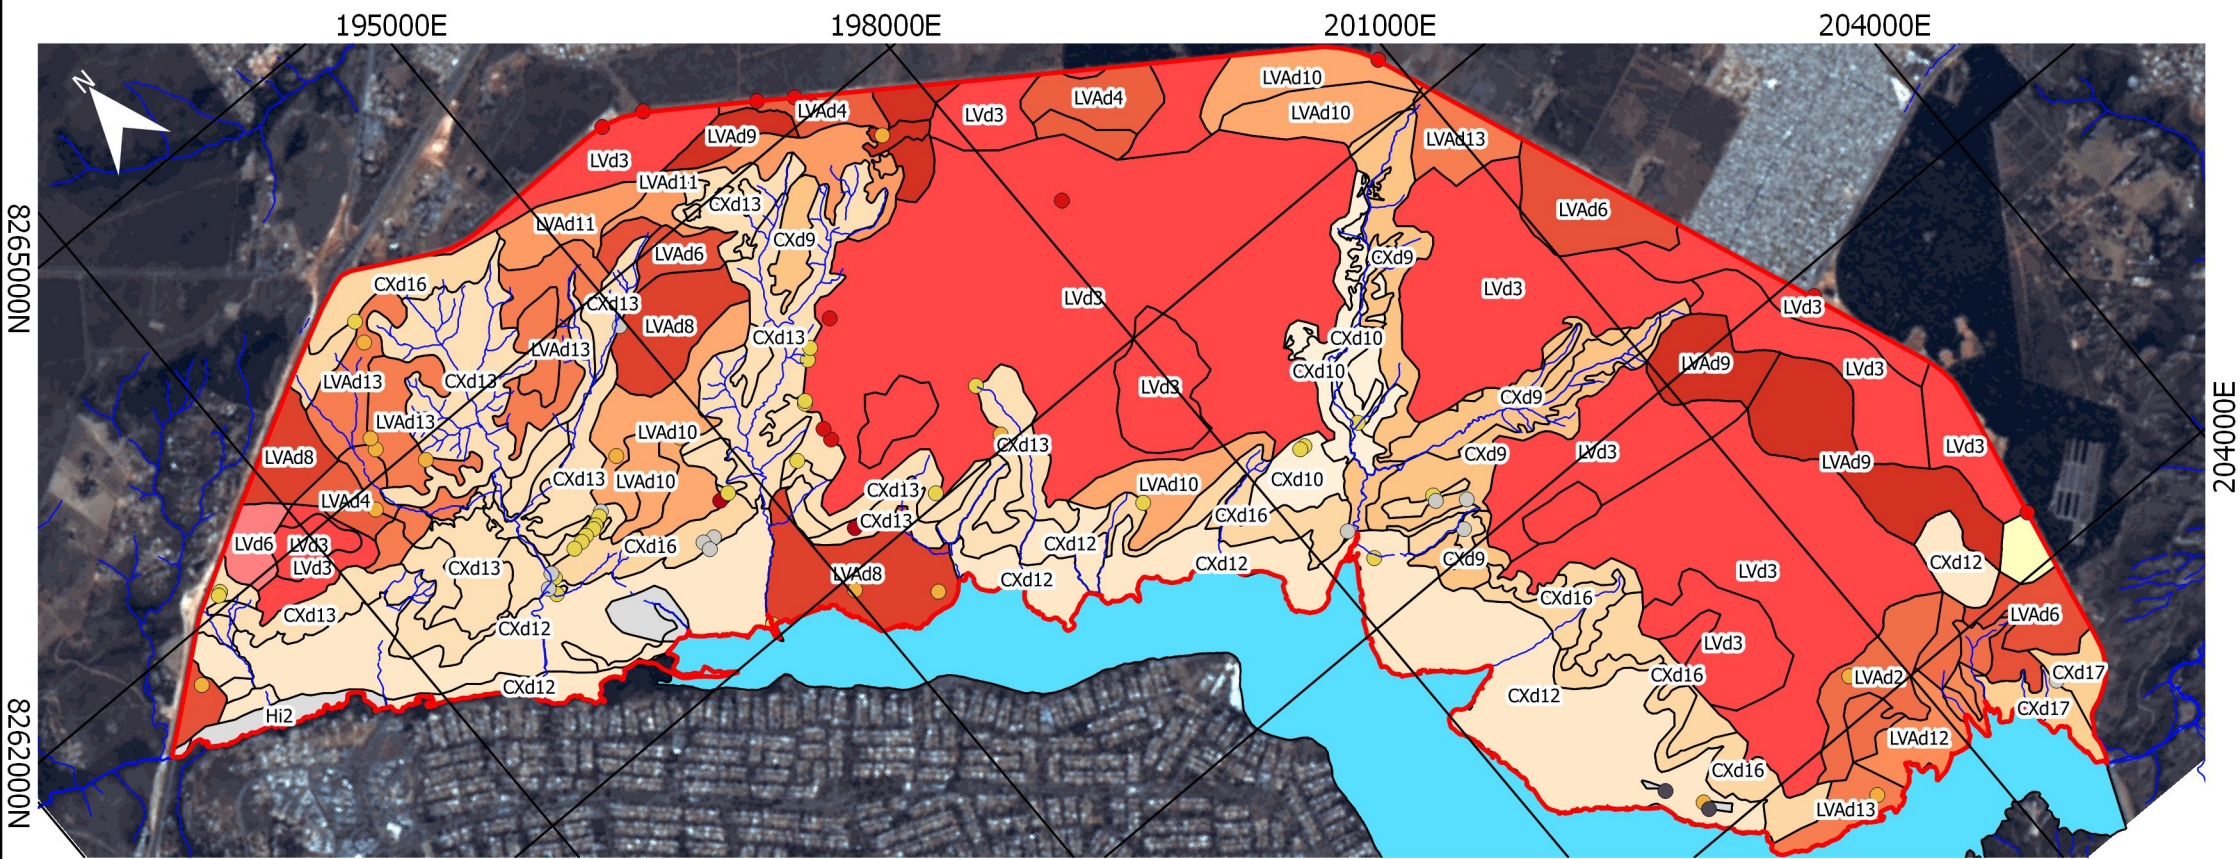 195000E 198000E 201000E 204000E
N
LVAd10
LVAd4 LVAd4 LVd3 LVAd10
LVAd9 LVAd13
LVd3
LVAd11
CXd13 LVAd6
LVAd11
CXd9
LVAd6 CXd9
8265000N
CXd16 LVd3 LVd3
CXd13 LVd3
LVAd8
CXd13 CXd10
LVAd13 LVAd9
CXd10 LVd3
LVAd13 CXd13 LVd3
CXd9
204000E
LVAd13 LVAd10
CXd13 LVd3
LVAd8 CXd9 LVd3 LVAd9
CXd13 LVAd10 CXd13 LVAd10 CXd10
LVAd4
CXd13 CXd16
LVd6 LVd3 CXd16 CXd12
LVd3 CXd13 LVAd8 CXd12 CXd12 CXd9 LVd3 CXd12
CXd13 CXd16 LVAd6
CXd12 LVd3
CXd12 CXd12 CXd16 LVAd2 CXd17
Hi2 CXd17
LVAd12
8262000N
CXd16
LVAd13